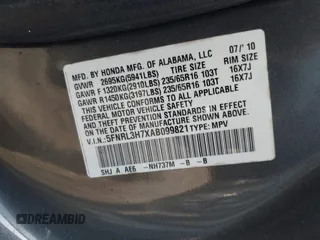 MFD. BY HONDA MFG. OF ALABAMA, LLC 07/ 10
GVWR 2695KG(5941LBS) TIRE SIZE RIM SIZE
GAWR F 1320KG(2910LBS) 235/65R16 103T 16X7J
GAWR R1450KG(3197LBS) 235/65R16 103T 16X7J
THIS VEHICLE CONFORMS TO ALL APPLICABLE FEDERAL MOTOR
VEHICLE SAFETY AND THEFT PREVENTION STANDARDS IN
EFFECT ON THE DATE OF MANUFACTURE SHOWN ABOVE.
V.I.N.:5FNRL3H7XAB099821 TYPE: MPV
SHJ A AE6 -NH737M -B -B